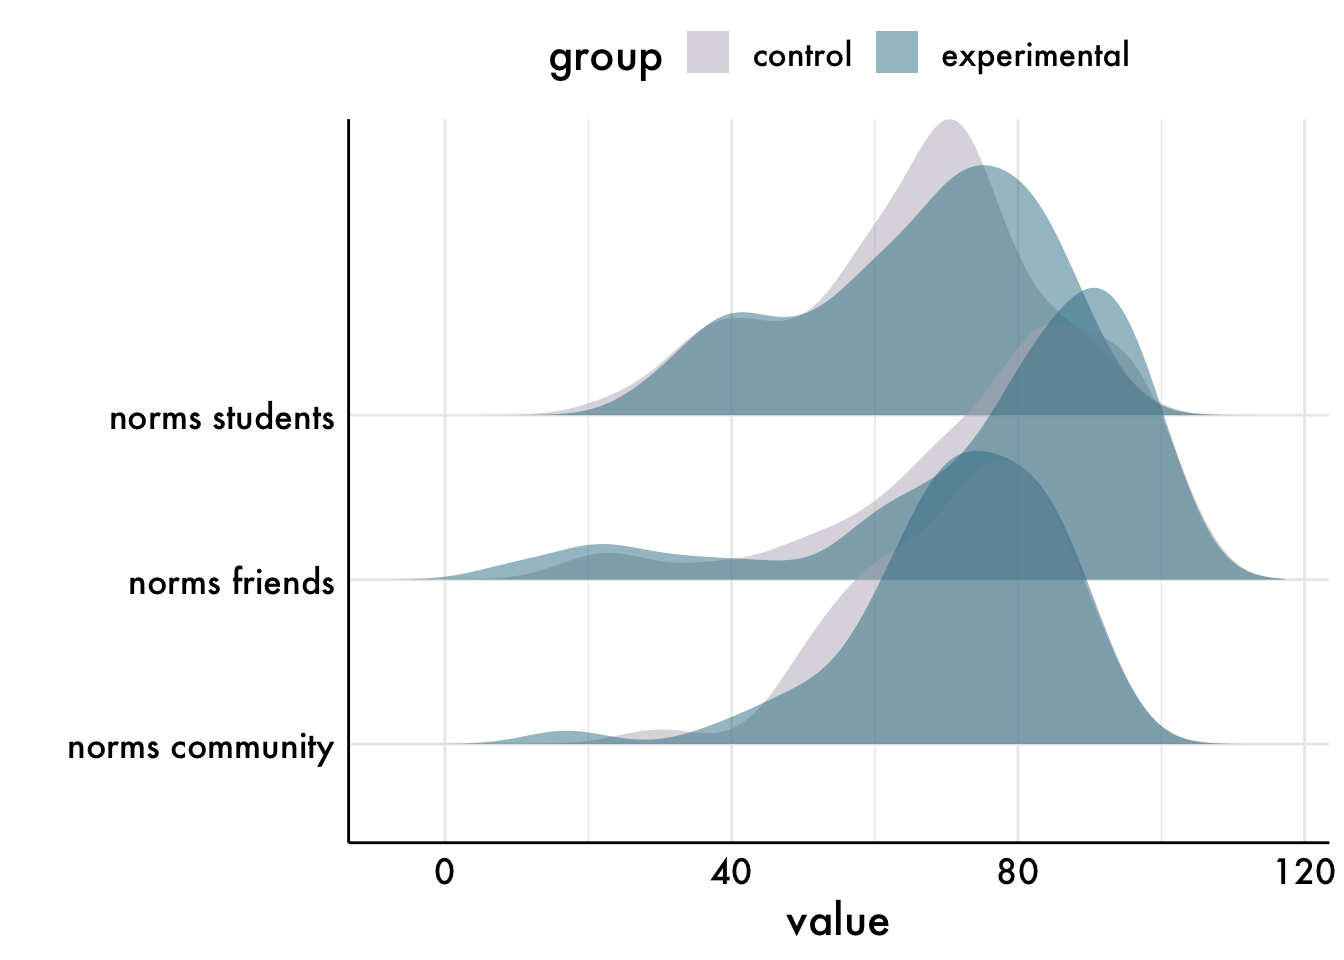 group control experimental
norms students
norms friends
norms community
0 40 80 120
value